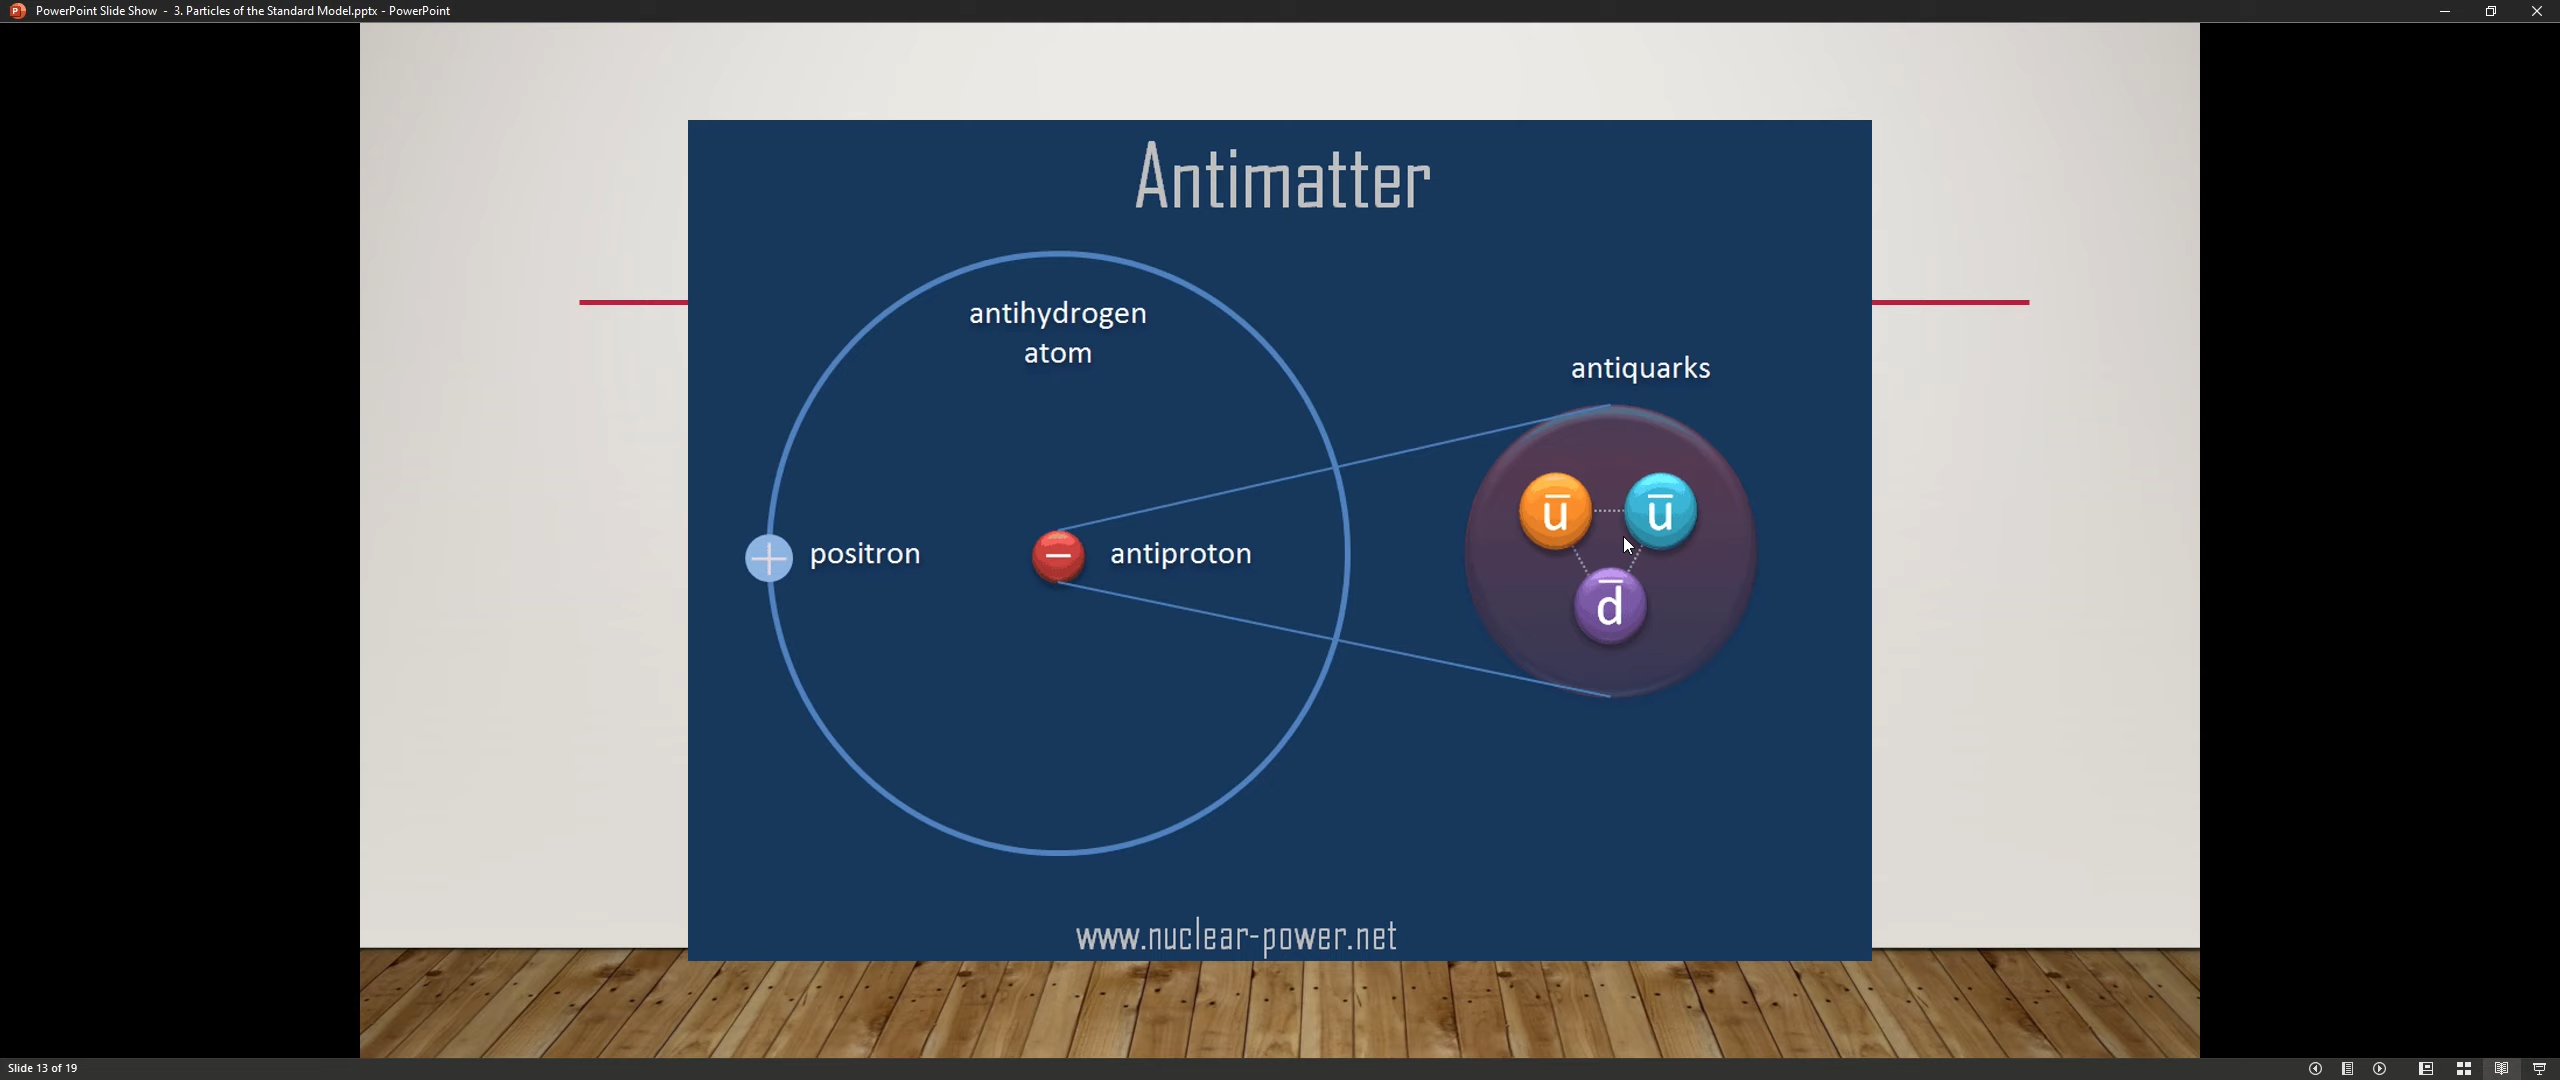 PowerPoint Slide Show - 3. Particles of the Standard Model.pptx - PowerPoint
Antimatter
antihydrogen
atom
antiquarks
u̅ u̅
positron
− antiproton
+
d̅
www.nuclear-power.net
Slide 13 of 19